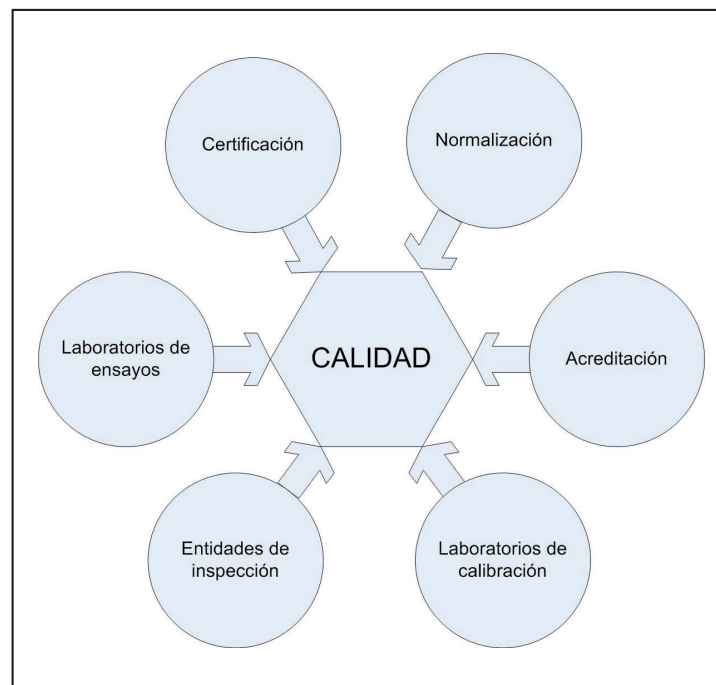 Certificación
Normalización
Laboratorios de
ensayos
CALIDAD
Acreditación
Entidades de
inspección
Laboratorios de
calibración